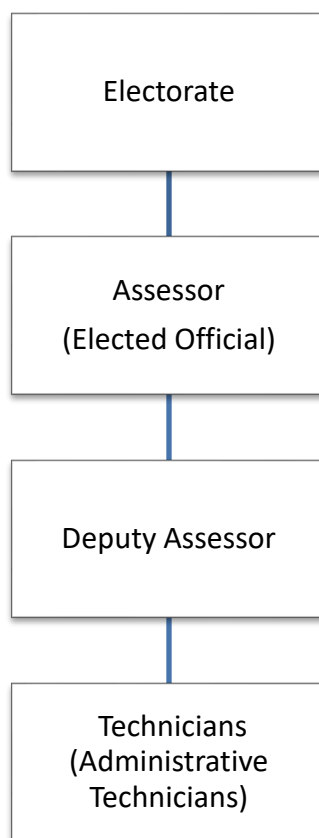 Electorate
Assessor
(Elected Official)
Deputy Assessor
Technicians
(Administrative
Technicians)